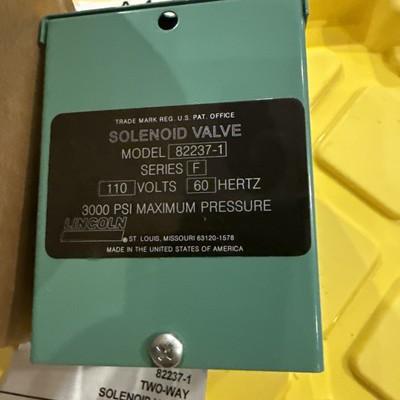 TRADE MARK REG. U.S. PAT. OFFICE
SOLENOID VALVE
MODEL 82237-1
SERIES F
110 VOLTS 60 HERTZ
3000 PSI MAXIMUM PRESSURE
LINCOLN
® ST. LOUIS, MISSOURI 63120-1578
MADE IN THE UNITED STATES OF AMERICA
82237-1
TWO-WAY
SOLENOID